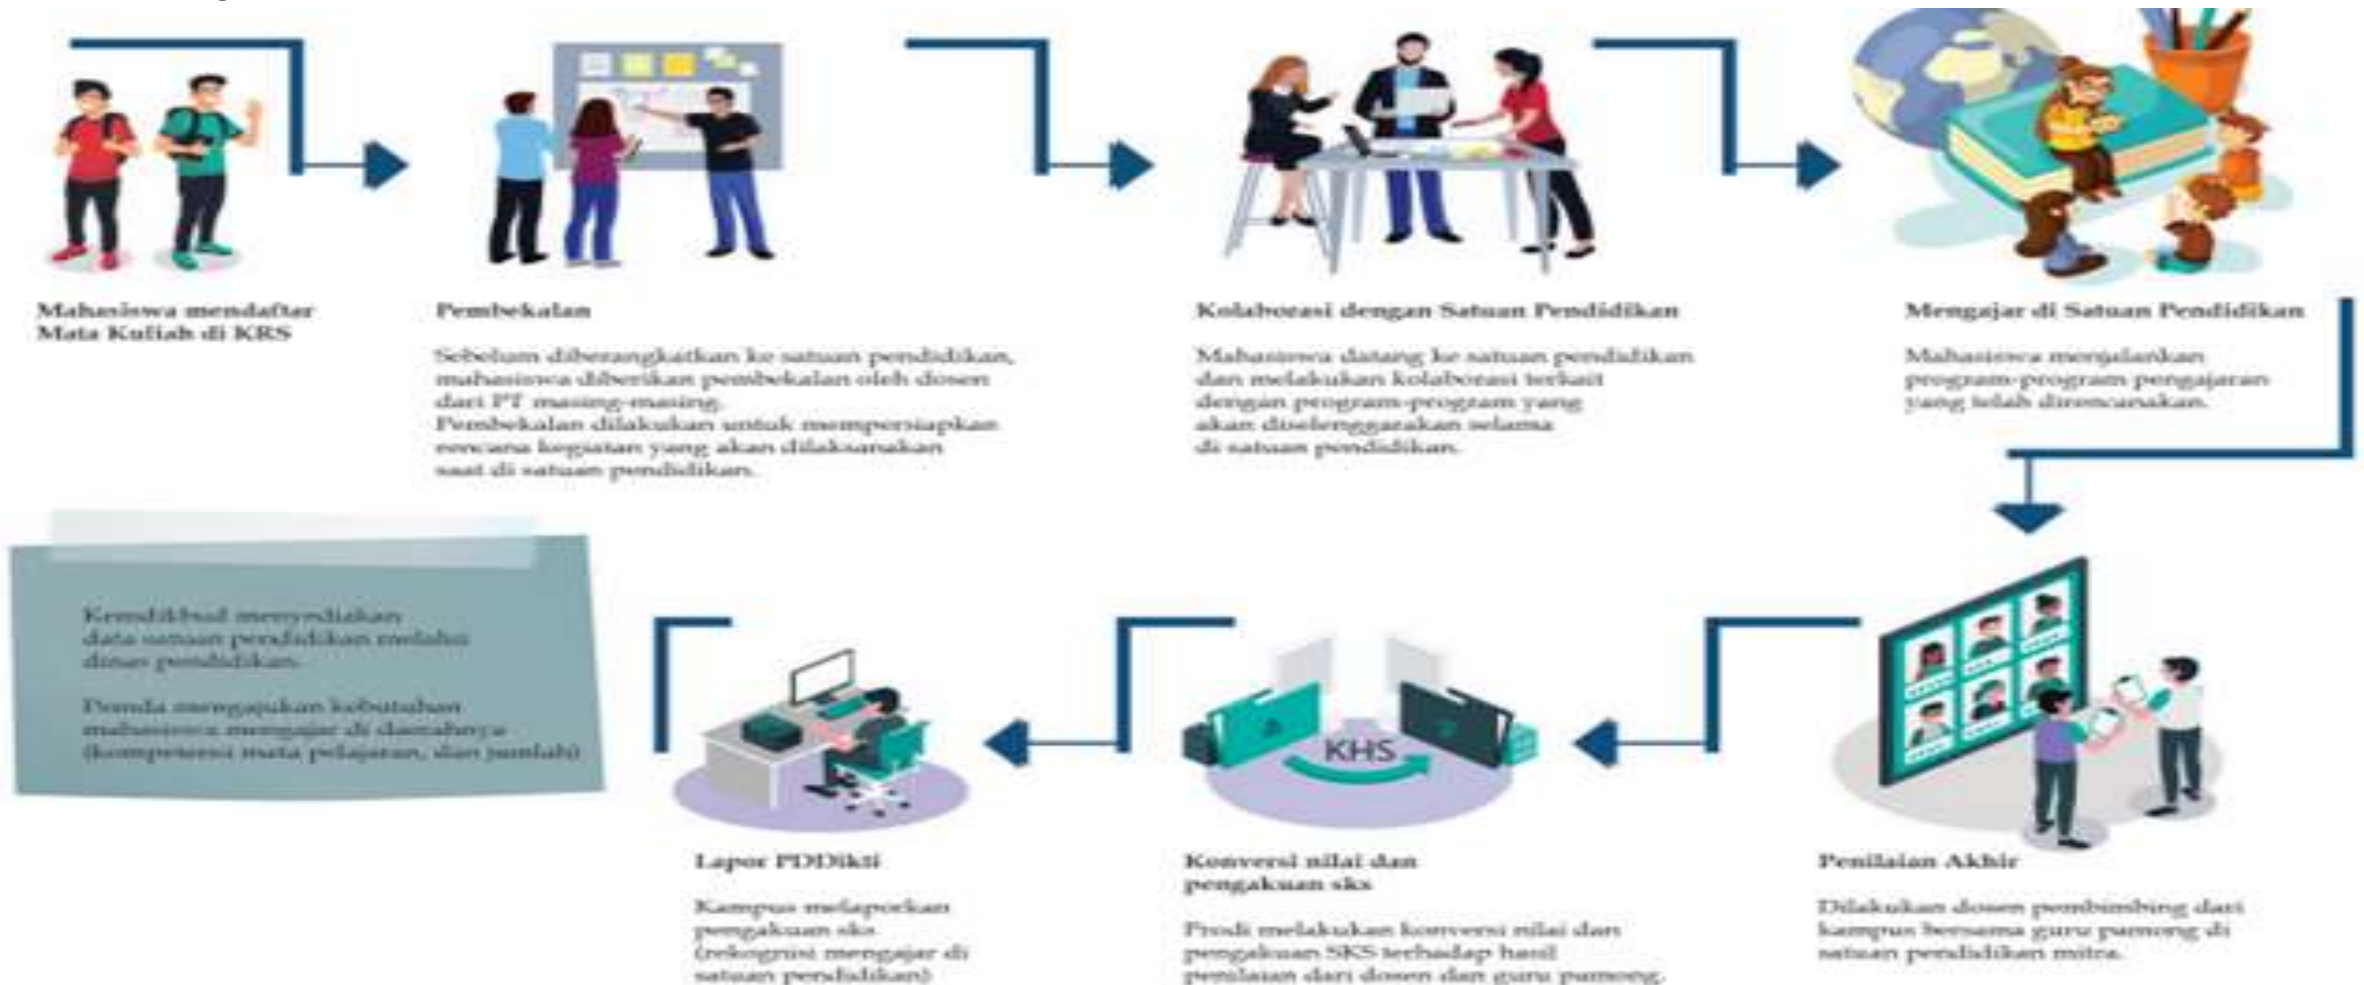 Mahasiswa mendaftar
Mata Kuliah di KRS
Pembekalan
Sebelum diberangkatkan ke satuan pendidikan,
mahasiswa diberikan pembekalan oleh dosen
dari PT masing-masing.
Pembekalan dilakukan untuk mempersiapkan
rencana kegiatan yang akan dilaksanakan
saat di satuan pendidikan.
Kolaborasi dengan Satuan Pendidikan
Mahasiswa datang ke satuan pendidikan
dan melakukan kolaborasi terkait
dengan program-program yang
akan diselenggarakan selama
di satuan pendidikan.
Mengajar di Satuan Pendidikan
Mahasiswa menjalankan
program-program pengajaran
yang telah direncanakan.
Kemdikbud menyediakan
data satuan pendidikan melalui
dinas pendidikan.
Pemda mengajukan kebutuhan
mahasiswa mengajar di daerahnya
(kompetensi mata pelajaran, dan jumlah)
Lapor PDDikti
Kampus melaporkan
pengakuan sks
(rekognisi mengajar di
satuan pendidikan)
KHS
Konversi nilai dan
pengakuan sks
Prodi melakukan konversi nilai dan
pengakuan SKS terhadap hasil
penilaian dari dosen dan guru pamong.
Penilaian Akhir
Dilakukan dosen pembimbing dari
kampus bersama guru pamong di
satuan pendidikan mitra.